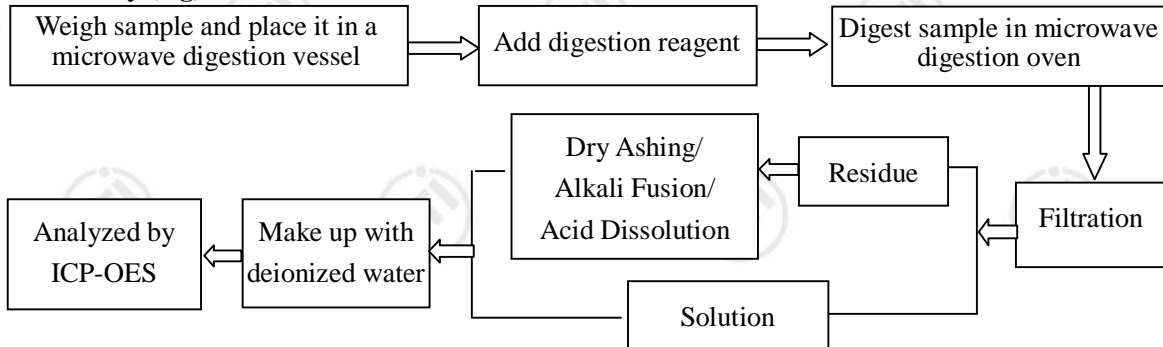 Weigh sample and place it in a
microwave digestion vessel
Add digestion reagent
Digest sample in microwave
digestion oven
Filtration
Residue
Dry Ashing/
Alkali Fusion/
Acid Dissolution
Solution
Make up with
deionized water
Analyzed by
ICP-OES